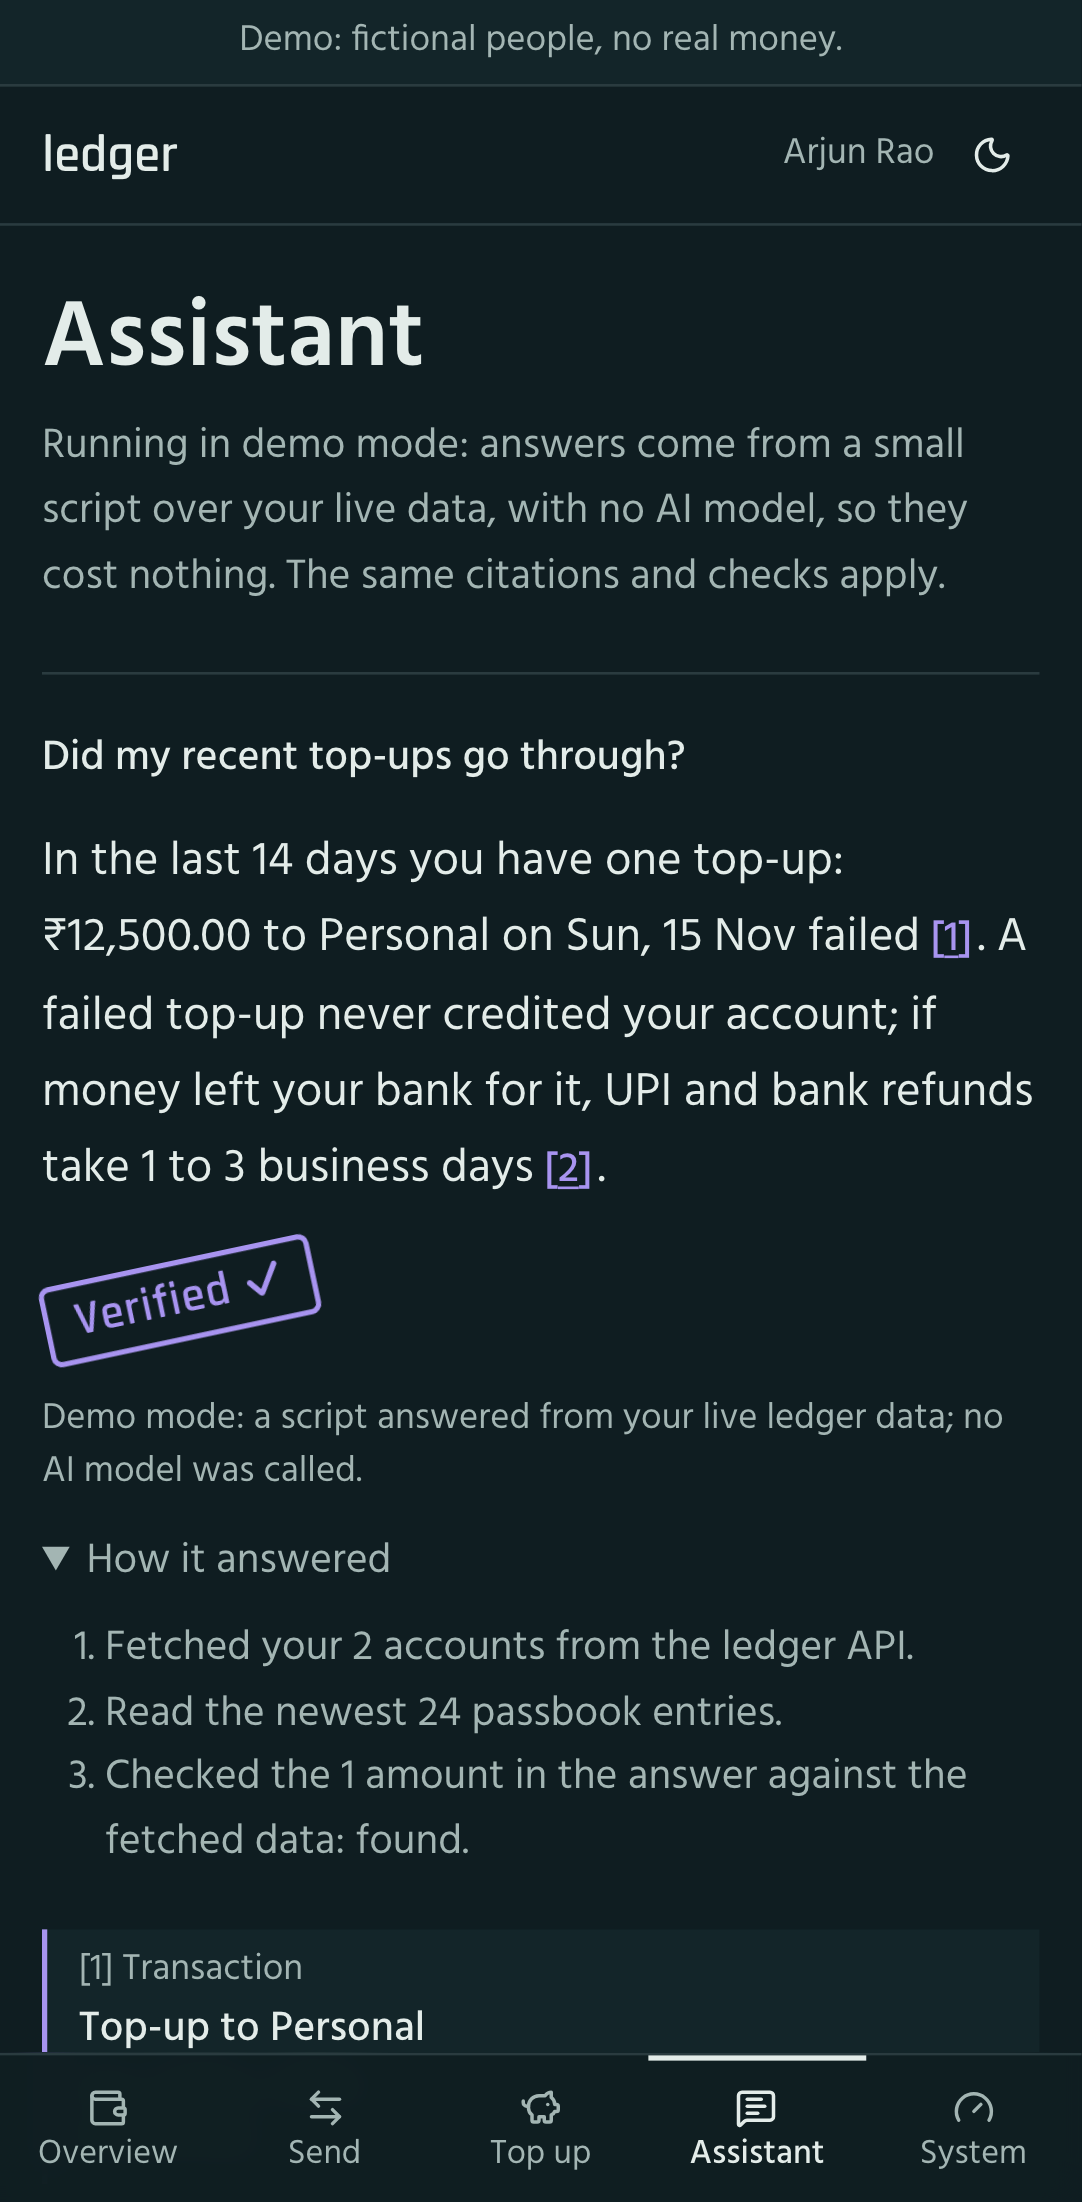 Demo: fictional people, no real money.
ledger
Arjun Rao
Assistant
Running in demo mode: answers come from a small
script over your live data, with no AI model, so they
cost nothing. The same citations and checks apply.
Did my recent top-ups go through?
In the last 14 days you have one top-up:
₹12,500.00 to Personal on Sun, 15 Nov failed [1]. A
failed top-up never credited your account; if
money left your bank for it, UPI and bank refunds
take 1 to 3 business days [2].
Verified ✓
Demo mode: a script answered from your live ledger data; no
AI model was called.
▼ How it answered
1. Fetched your 2 accounts from the ledger API.
2. Read the newest 24 passbook entries.
3. Checked the 1 amount in the answer against the
fetched data: found.
[1] Transaction
Top-up to Personal
Overview
Send
Top up
Assistant
System